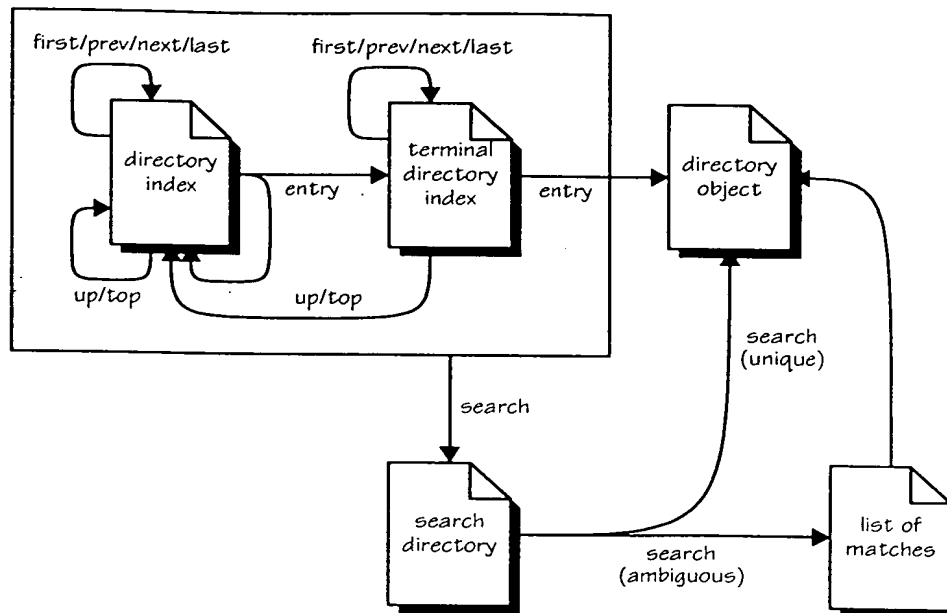 first/prev/next/last
first/prev/next/last
directory
index
entry
terminal
directory
index
entry
directory
object
up/top
up/top
search
(unique)
search
search
directory
search
(ambiguous)
list of
matches